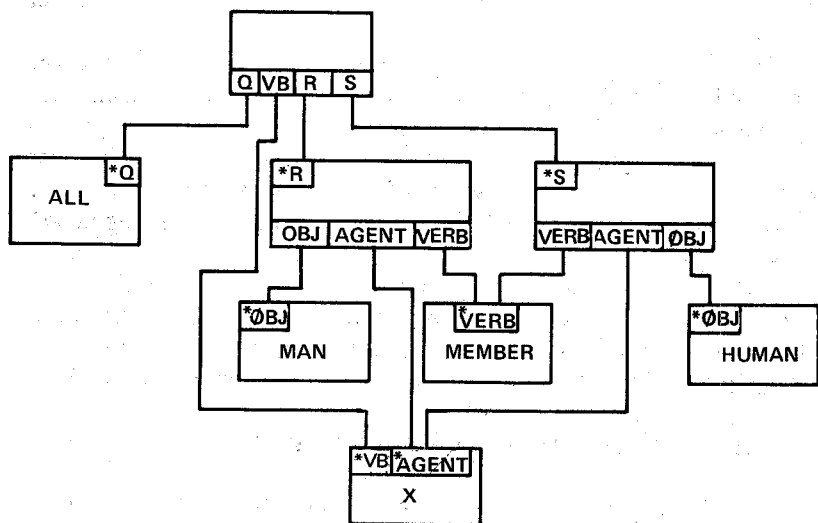 Q VB R S
*Q
ALL
*R
*S
OBJ AGENT VERB
VERB AGENT ØBJ
*ØBJ
MAN
*VERB
MEMBER
*ØBJ
HUMAN
*VB *AGENT
X